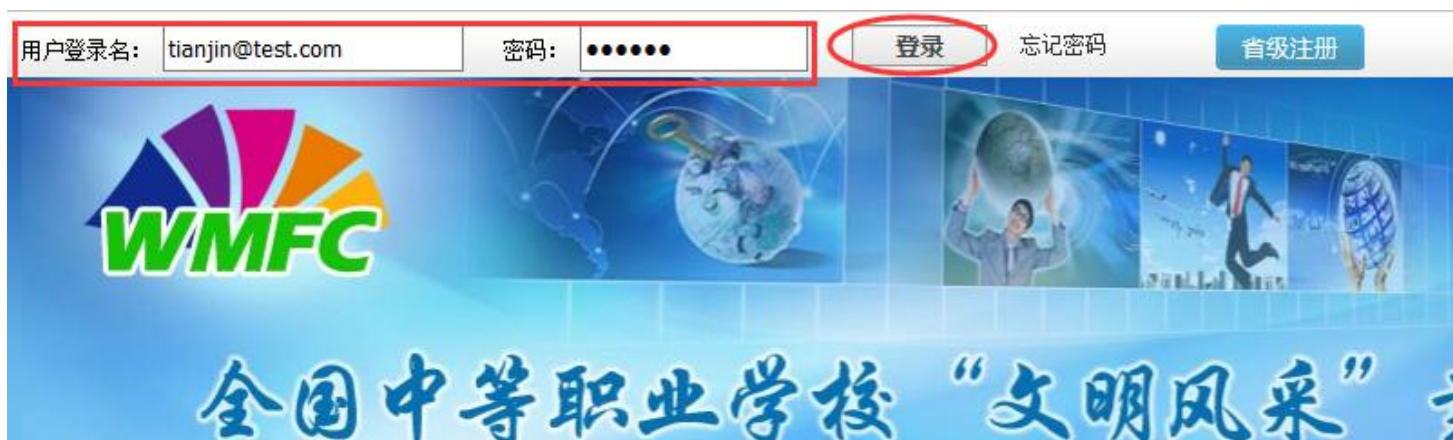 用户登录名: tianjin@test.com 密码: ●●●●●● 登录 忘记密码 省级注册
WMFC
全国中等职业学校“文明风采”